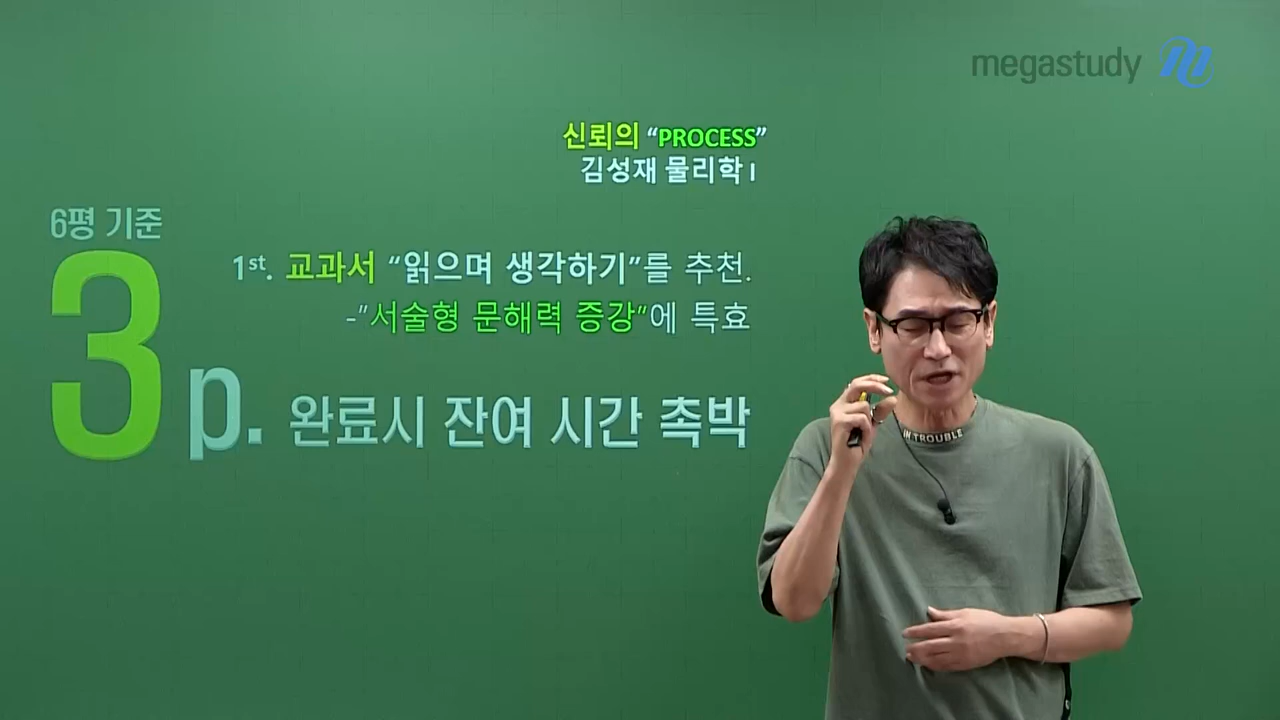 megastudy
신뢰의 “PROCESS”
김성재 물리학 I
6평 기준
3p. 완료시 잔여 시간 촉박
1st. 교과서 “읽으며 생각하기”를 추천.
-”서술형 문해력 증강”에 특효
IN TROUBLE